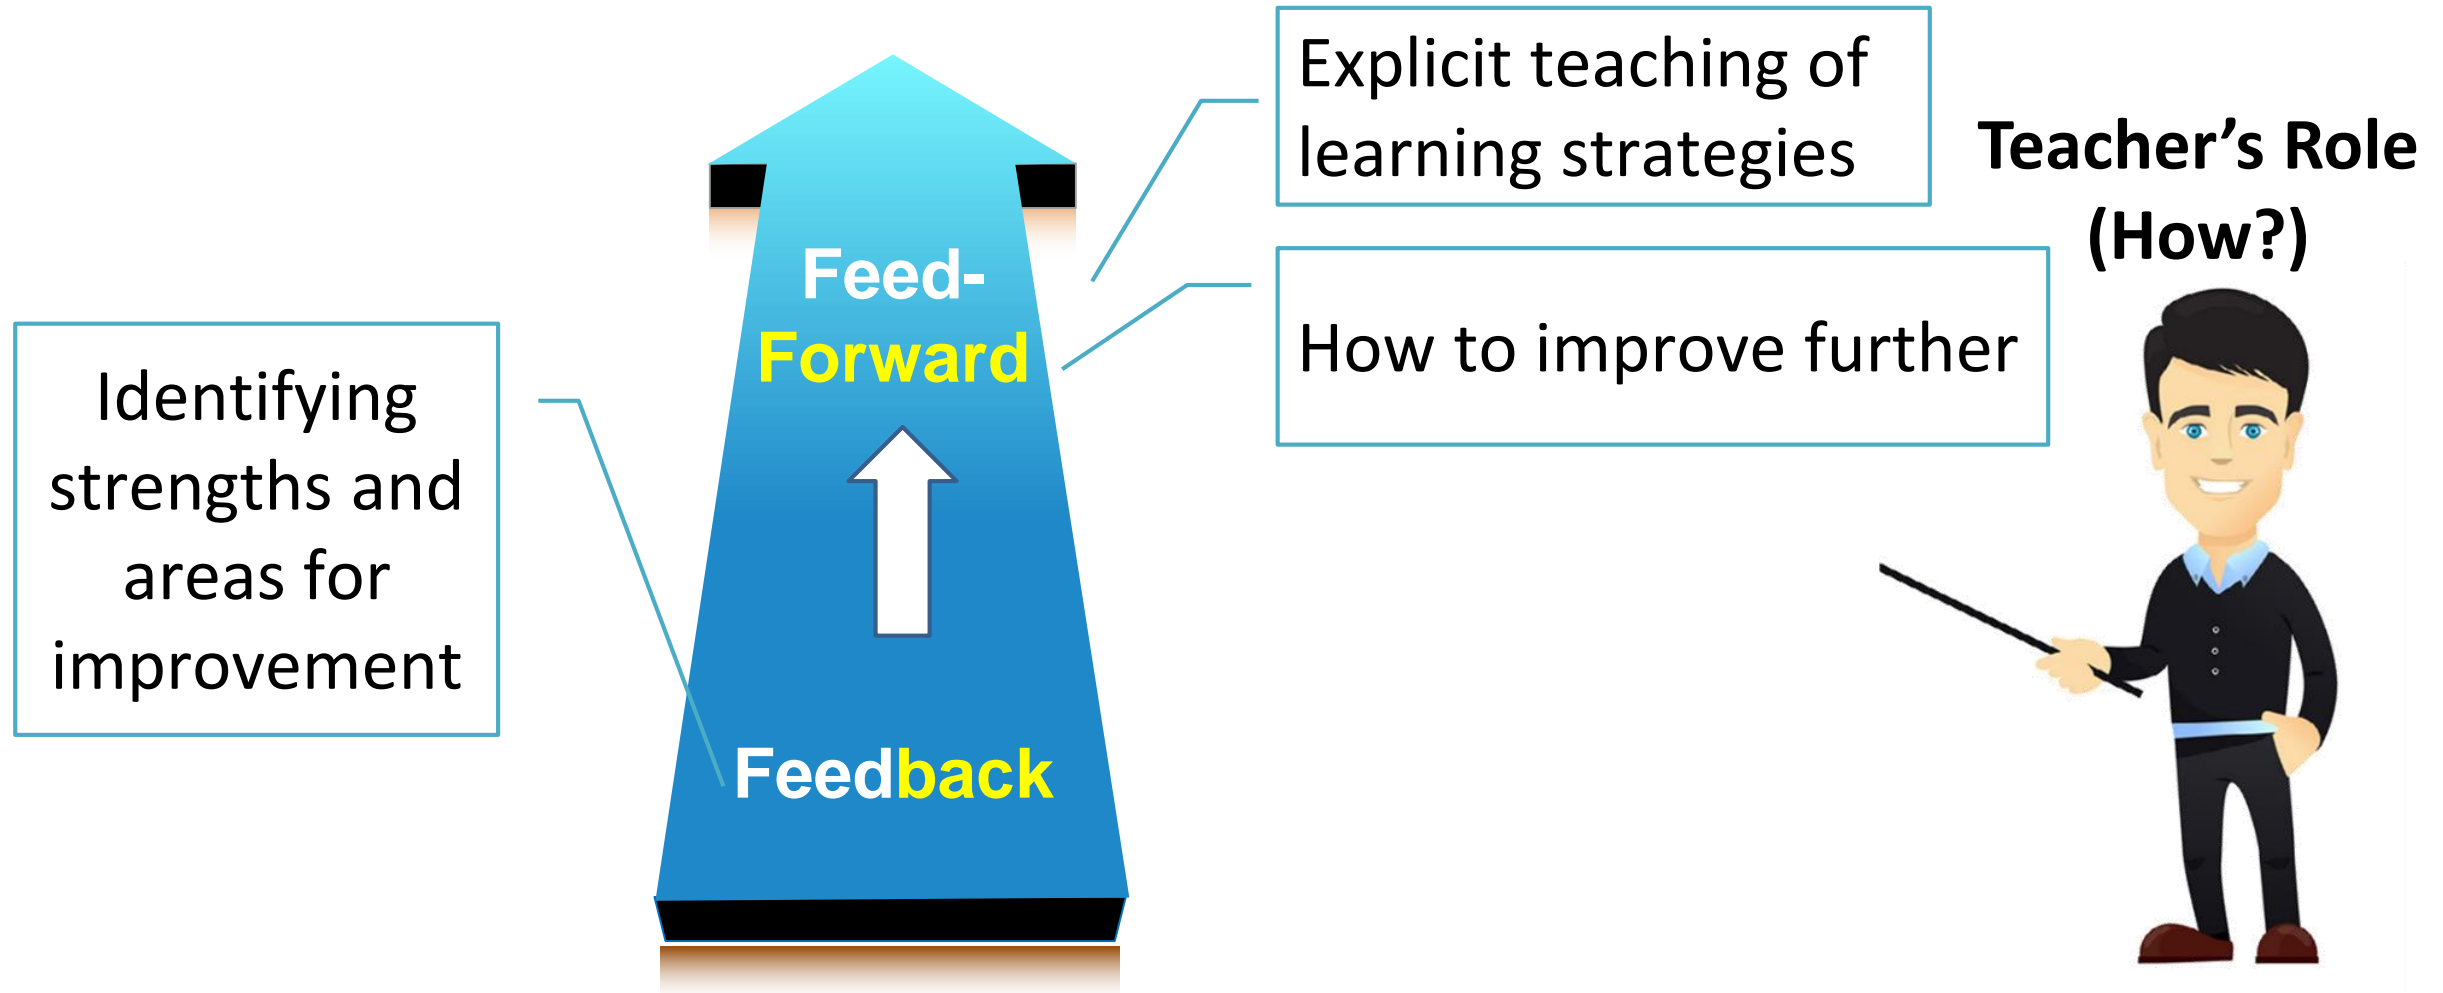 Explicit teaching of
learning strategies
Teacher’s Role
(How?)
Feed-
Forward
How to improve further
Identifying
strengths and
areas for
improvement
Feedback